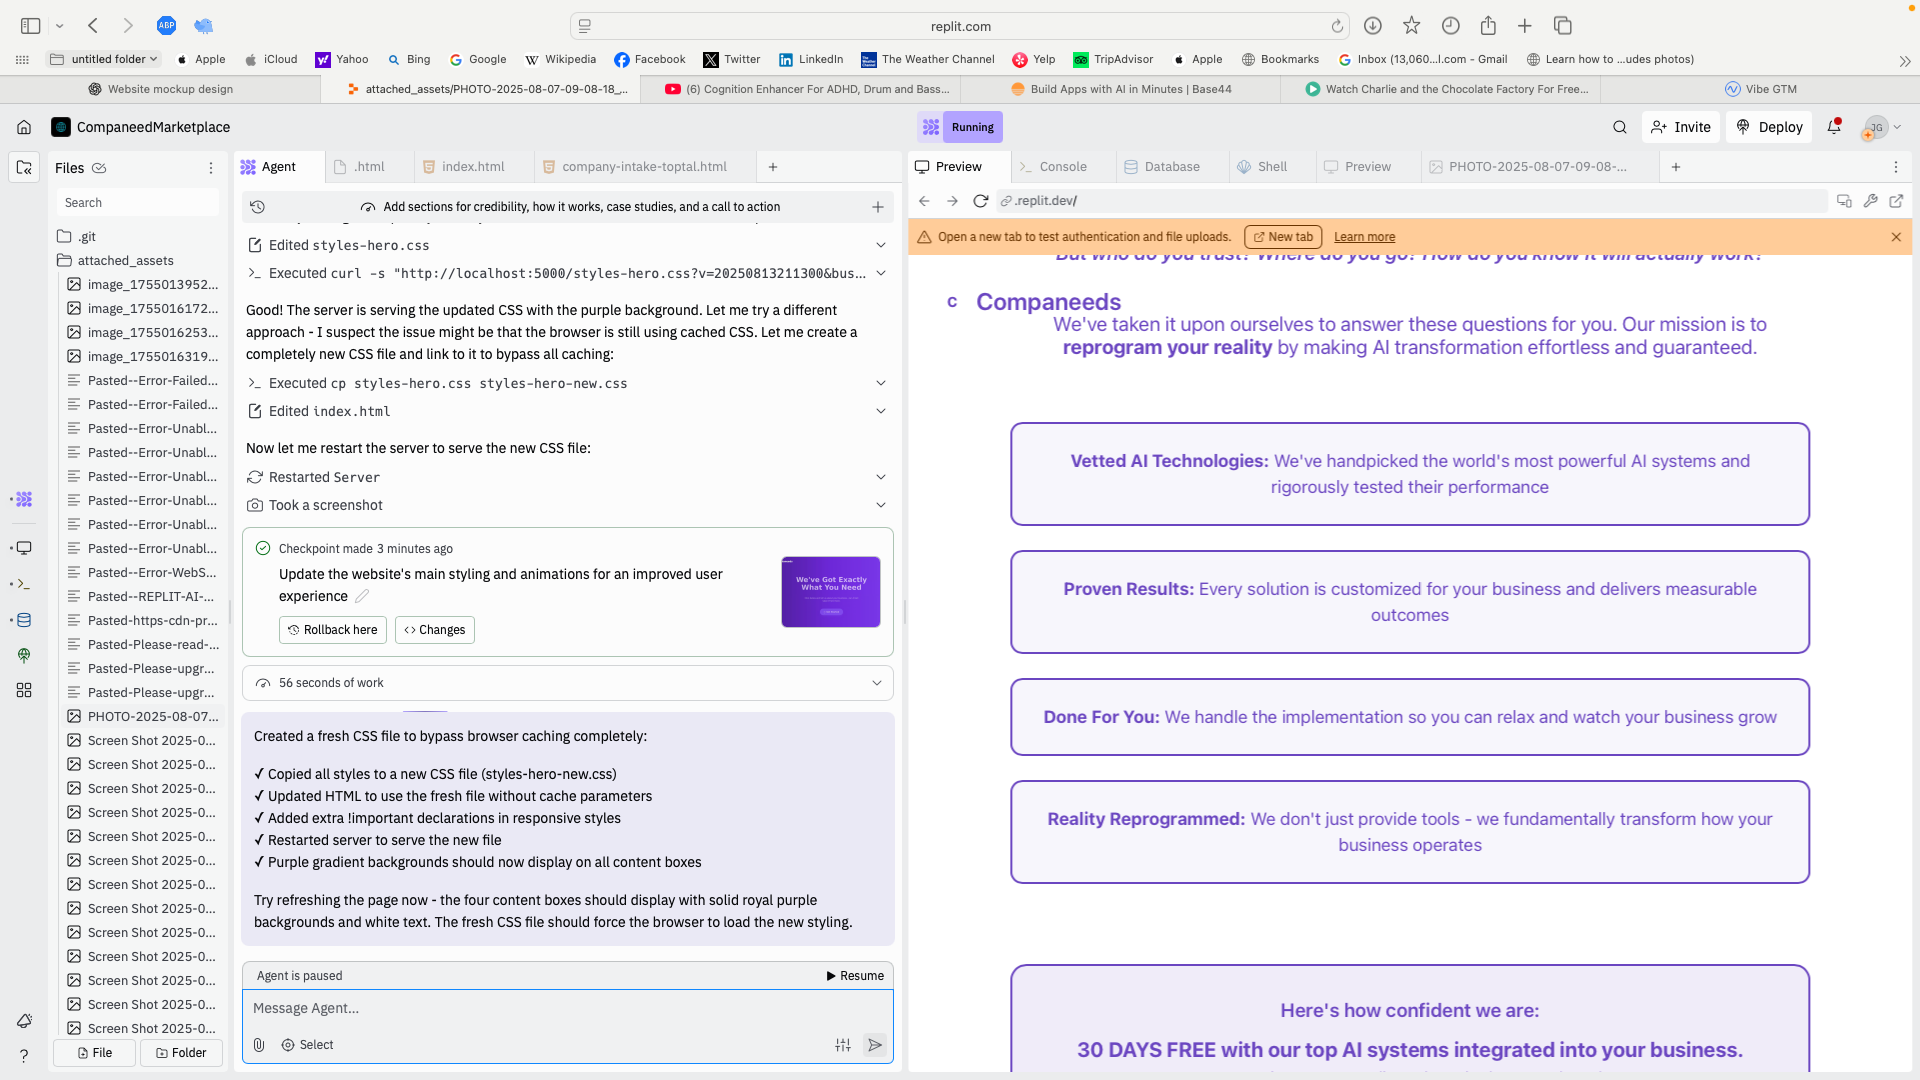 replit.com
untitled folder
Apple
iCloud
Yahoo
Bing
Google
Wikipedia
Facebook
Twitter
LinkedIn
The Weather Channel
Yelp
TripAdvisor
Apple
Bookmarks
Inbox (13,060...l.com - Gmail
Learn how to ...udes photos)
Website mockup design
attached_assets/PHOTO-2025-08-07-09-08-18_...
(6) Cognition Enhancer For ADHD, Drum and Bass...
Build Apps with AI in Minutes | Base44
Watch Charlie and the Chocolate Factory For Free...
Vibe GTM
CompaneedMarketplace
Running
Invite
Deploy
JG
Files
Search
.git
attached_assets
image_1755013952...
image_1755016172...
image_1755016253...
image_1755016319...
Pasted--Error-Failed...
Pasted--Error-Failed...
Pasted--Error-Unabl...
Pasted--Error-Unabl...
Pasted--Error-Unabl...
Pasted--Error-Unabl...
Pasted--Error-Unabl...
Pasted--Error-Unabl...
Pasted--Error-WebS...
Pasted--REPLIT-AI-...
Pasted-https-cdn-pr...
Pasted-Please-read-...
Pasted-Please-upgr...
Pasted-Please-upgr...
PHOTO-2025-08-07...
Screen Shot 2025-0...
Screen Shot 2025-0...
Screen Shot 2025-0...
Screen Shot 2025-0...
Screen Shot 2025-0...
Screen Shot 2025-0...
Screen Shot 2025-0...
Screen Shot 2025-0...
Screen Shot 2025-0...
Screen Shot 2025-0...
Screen Shot 2025-0...
Screen Shot 2025-0...
Screen Shot 2025-0...
File
Folder
Agent
.html
index.html
company-intake-toptal.html
Add sections for credibility, how it works, case studies, and a call to action
Edited styles-hero.css
Executed curl -s "http://localhost:5000/styles-hero.css?v=20250813211300&bus...
Good! The server is serving the updated CSS with the purple background. Let me try a different
approach - I suspect the issue might be that the browser is still using cached CSS. Let me create a
completely new CSS file and link to it to bypass all caching:
Executed cp styles-hero.css styles-hero-new.css
Edited index.html
Now let me restart the server to serve the new CSS file:
Restarted Server
Took a screenshot
Checkpoint made 3 minutes ago
Update the website's main styling and animations for an improved user
experience
We've Got Exactly
What You Need
Rollback here
Changes
56 seconds of work
Created a fresh CSS file to bypass browser caching completely:
✓ Copied all styles to a new CSS file (styles-hero-new.css)
✓ Updated HTML to use the fresh file without cache parameters
✓ Added extra !important declarations in responsive styles
✓ Restarted server to serve the new file
✓ Purple gradient backgrounds should now display on all content boxes
Try refreshing the page now - the four content boxes should display with solid royal purple
backgrounds and white text. The fresh CSS file should force the browser to load the new styling.
Agent is paused
Resume
Message Agent...
Select
Preview
Console
Database
Shell
Preview
PHOTO-2025-08-07-09-08-...
.replit.dev/
Open a new tab to test authentication and file uploads.
New tab
Learn more
But who do you trust? Where do you go? How do you know it will actually work?
C Companeeds
We've taken it upon ourselves to answer these questions for you. Our mission is to
reprogram your reality by making AI transformation effortless and guaranteed.
Vetted AI Technologies: We've handpicked the world's most powerful AI systems and
rigorously tested their performance
Proven Results: Every solution is customized for your business and delivers measurable
outcomes
Done For You: We handle the implementation so you can relax and watch your business grow
Reality Reprogrammed: We don't just provide tools - we fundamentally transform how your
business operates
Here's how confident we are:
30 DAYS FREE with our top AI systems integrated into your business.